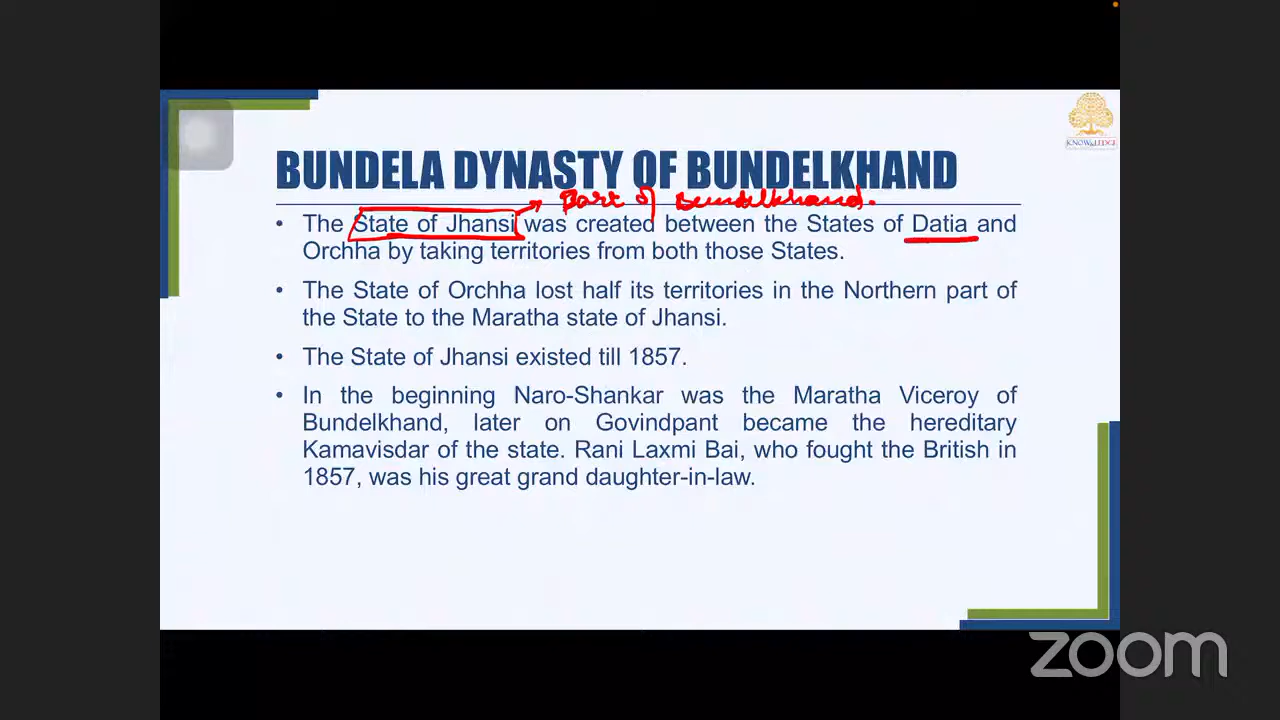 KNOWLEDGE
BUNDELA DYNASTY OF BUNDELKHAND
Part of Bundelkhand.
• The State of Jhansi was created between the States of Datia and
Orchha by taking territories from both those States.
• The State of Orchha lost half its territories in the Northern part of
the State to the Maratha state of Jhansi.
• The State of Jhansi existed till 1857.
• In the beginning Naro-Shankar was the Maratha Viceroy of
Bundelkhand, later on Govindpant became the hereditary
Kamavisdar of the state. Rani Laxmi Bai, who fought the British in
1857, was his great grand daughter-in-law.
zoom